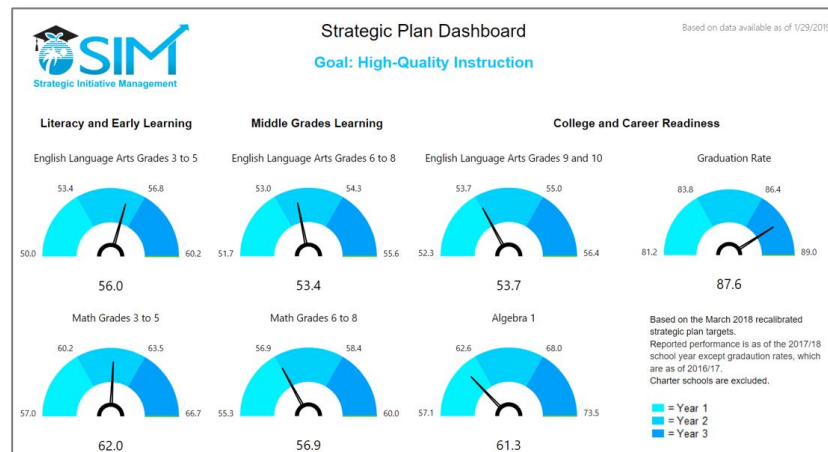 SIM
Strategic Initiative Management
Strategic Plan Dashboard
Goal: High-Quality Instruction
Based on data available as of 1/29/2019
Literacy and Early Learning
Middle Grades Learning
College and Career Readiness
English Language Arts Grades 3 to 5
53.4
56.8
50.0
60.2
56.0
English Language Arts Grades 6 to 8
53.0
54.3
51.7
55.6
53.4
English Language Arts Grades 9 and 10
53.7
55.0
52.3
56.4
53.7
Graduation Rate
83.8
86.4
81.2
89.0
87.6
Math Grades 3 to 5
60.2
63.5
57.0
66.7
62.0
Math Grades 6 to 8
56.9
58.4
55.3
60.0
56.9
Algebra 1
62.6
68.0
57.1
73.5
61.3
Based on the March 2018 recalibrated
strategic plan targets.
Reported performance is as of the 2017/18
school year except gradaution rates, which
are as of 2016/17.
Charter schools are excluded.
= Year 1
= Year 2
= Year 3